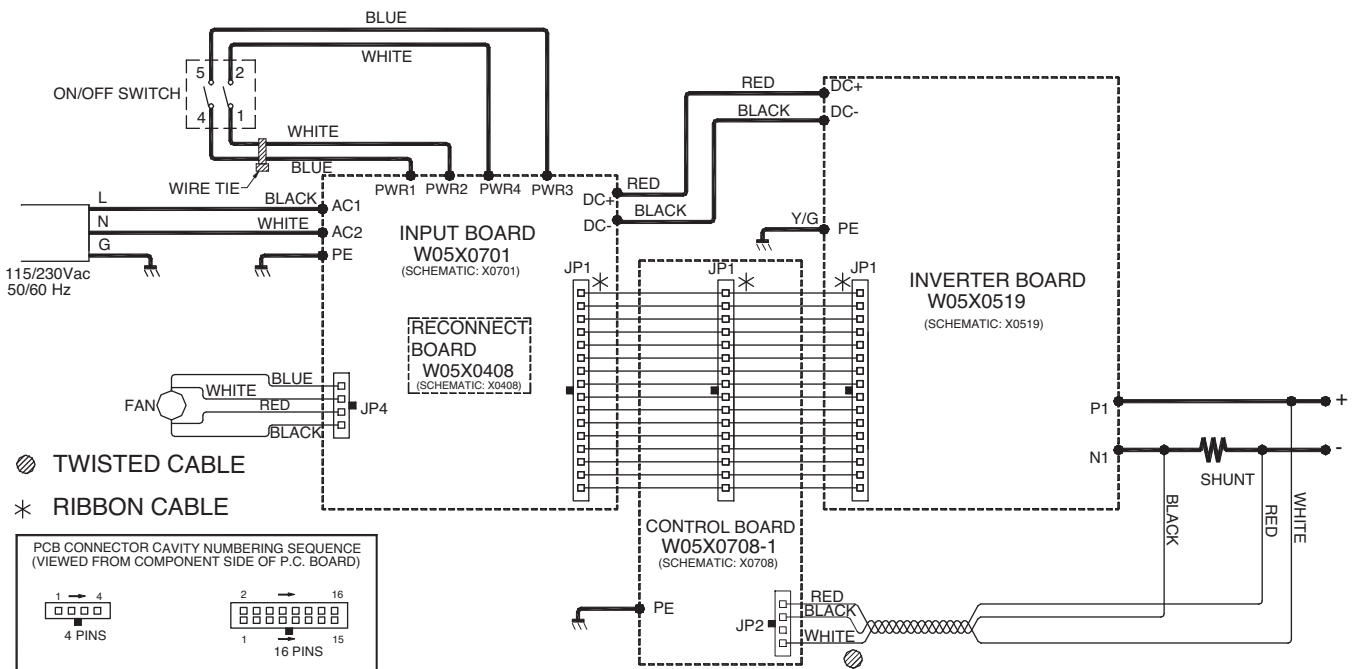 BLUE
WHITE
5 2
ON/OFF SWITCH
4 1
WHITE
BLUE
WIRE TIE
PWR1 PWR2 PWR4 PWR3
RED
BLACK
DC+
DC-
RED
DC+
BLACK
DC-
L
BLACK
AC1
N
WHITE
AC2
G
PE
115/230Vac
50/60 Hz
INPUT BOARD
W05X0701
(SCHEMATIC: X0701)
RECONNECT
BOARD
W05X0408
(SCHEMATIC: X0408)
JP1
JP1
JP1
Y/G
PE
INVERTER BOARD
W05X0519
(SCHEMATIC: X0519)
FAN
BLUE
WHITE
RED
BLACK
JP4
P1
+
N1
-
SHUNT
BLACK
RED
WHITE
TWISTED CABLE
RIBBON CABLE
PCB CONNECTOR CAVITY NUMBERING SEQUENCE
(VIEWED FROM COMPONENT SIDE OF P.C. BOARD)
1 4
4 PINS
2 16
1 15
16 PINS
CONTROL BOARD
W05X0708-1
(SCHEMATIC: X0708)
PE
JP2
RED
BLACK
WHITE